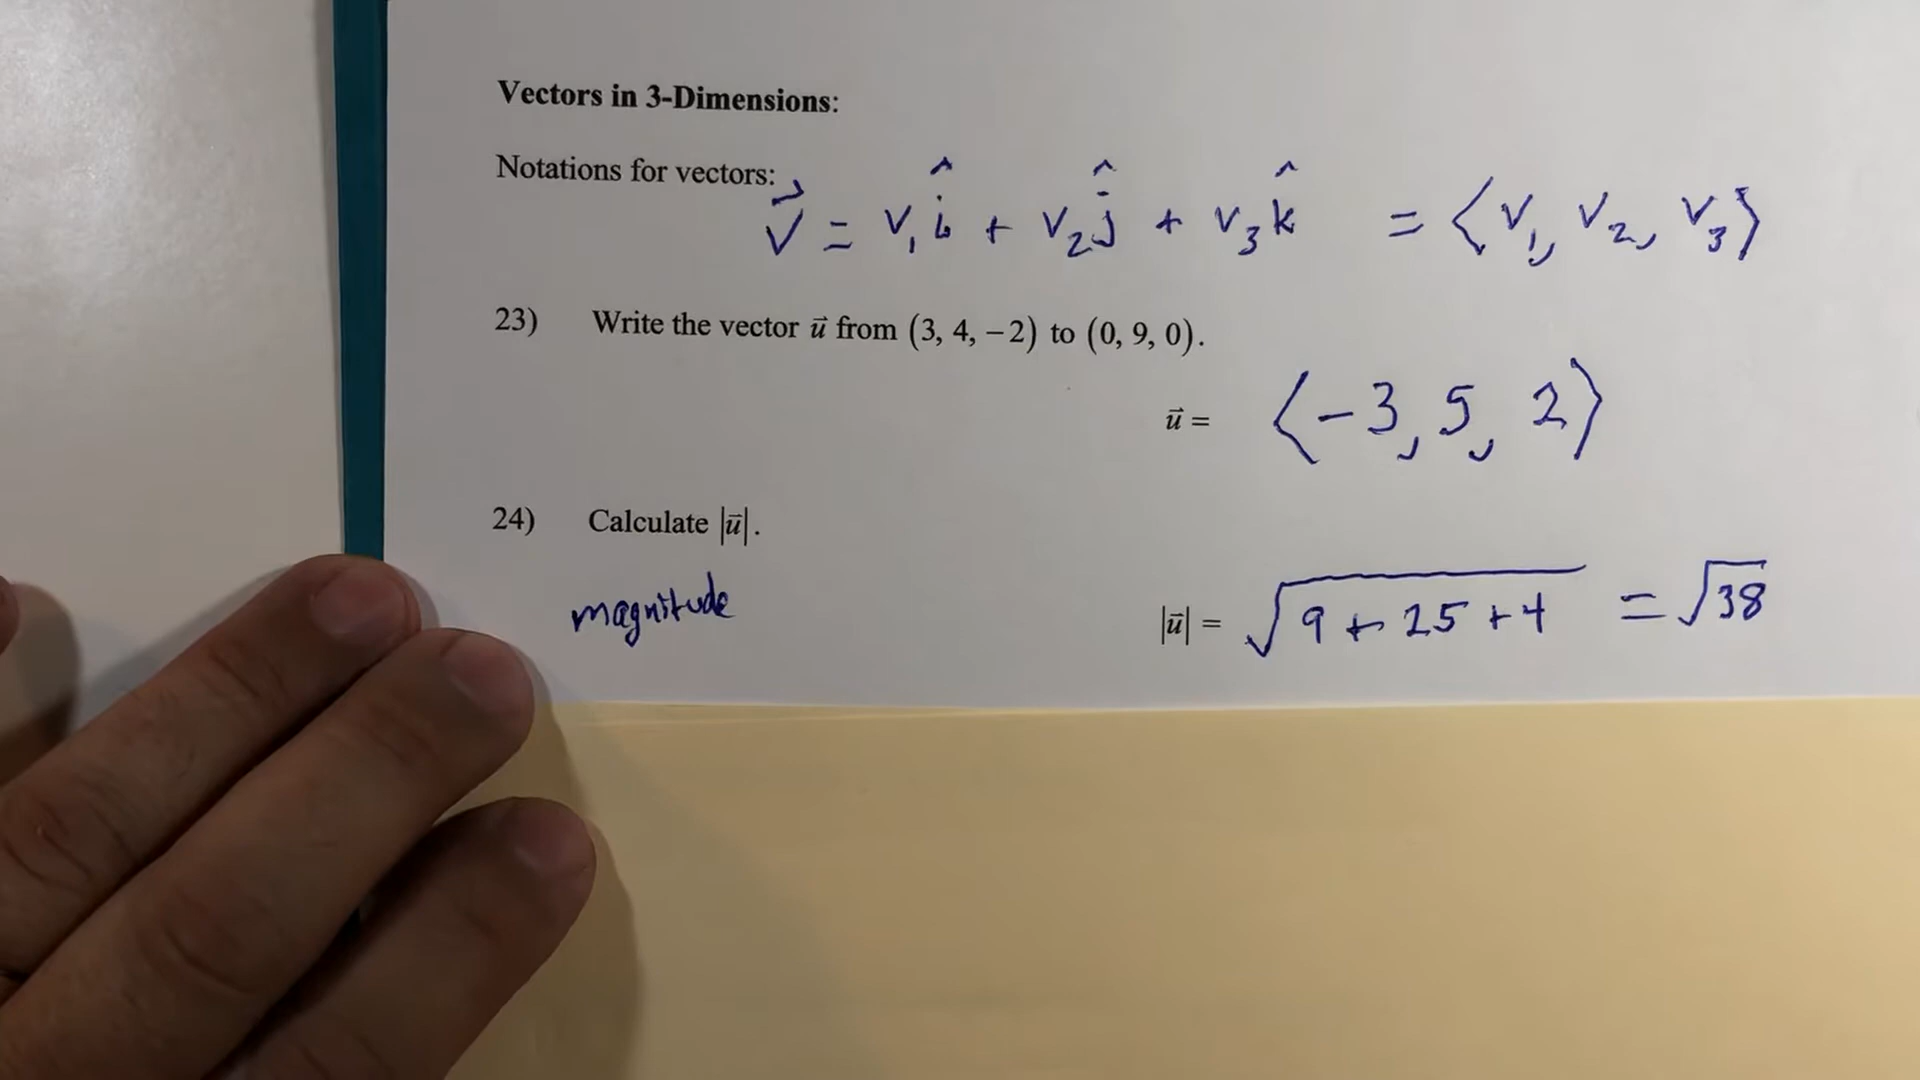 Vectors in 3-Dimensions:
Notations for vectors: v⃗ = v₁î + v₂ĵ + v₃k̂ = ⟨v₁, v₂, v₃⟩
23) Write the vector u⃗ from (3, 4, −2) to (0, 9, 0).
u⃗ = ⟨−3, 5, 2⟩
24) Calculate |u⃗|.
magnitude |u⃗| = √(9 + 25 + 4) = √38